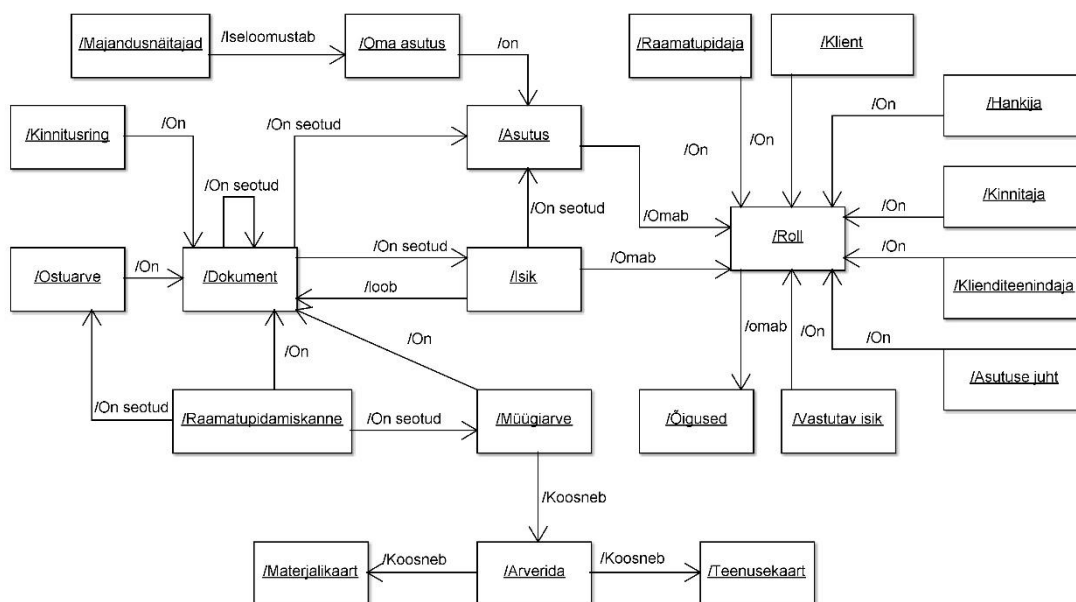 /Majandusnäitajad
/Iseloomustab
/Oma asutus
/on
/Raamatupidaja
/Klient
/Kinnitusring
/On
/On seotud
/Asutus
/On
/On
/On
/Hankija
/On seotud
/On seotud
/Omab
/Roll
/On
/Kinnitaja
/Ostuarve
/On
/Dokument
/On seotud
/Isik
/Omab
/On
/Klienditeenindaja
/loob
/On
/On
/omab
/On
/On
/Asutuse juht
/On seotud
/Raamatupidamiskanne
/On seotud
/Müügiarve
/Õigused
/Vastutav isik
/Koosneb
/Materjalikaart
/Koosneb
/Arverida
/Koosneb
/Teenusekaart